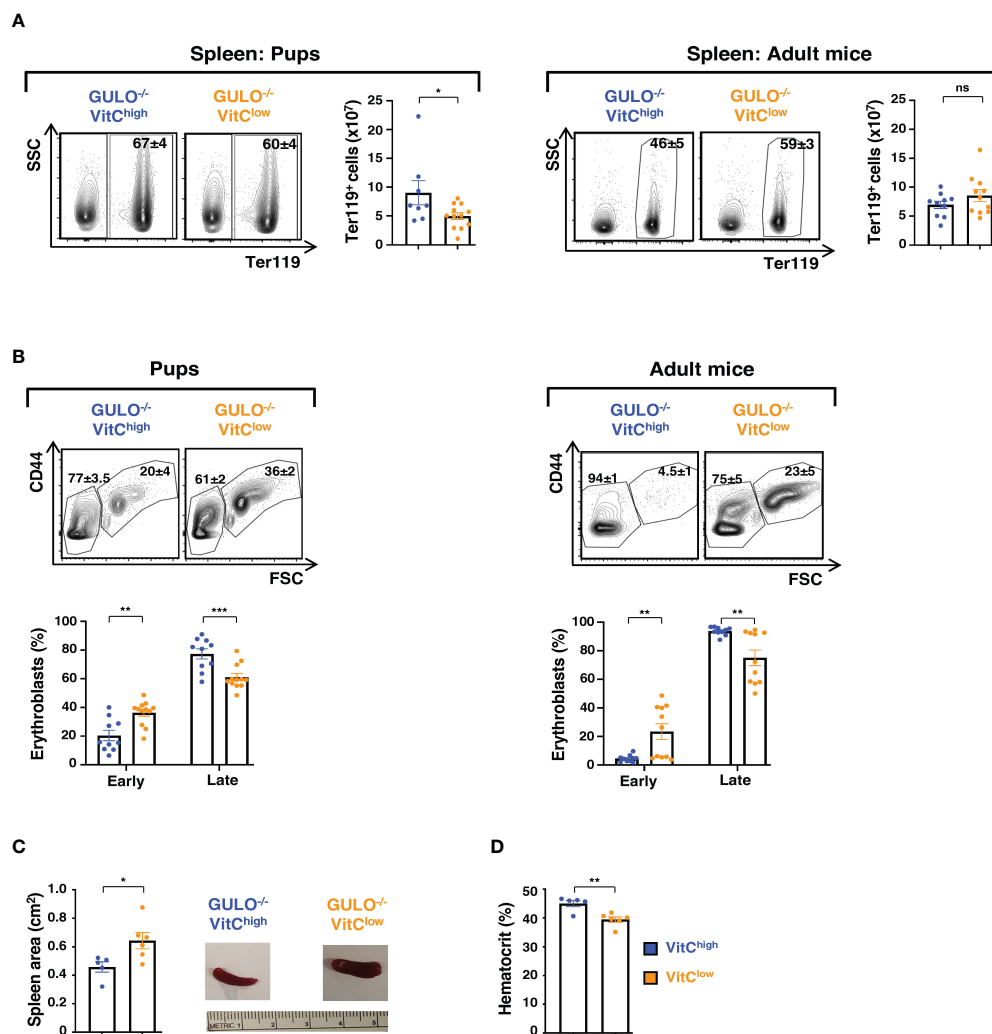 A
Spleen: Pups
Spleen: Adult mice
GULO-/-
VitChigh
GULO-/-
VitClow
SSC
67±4
60±4
Ter119
Ter119+ cells (x107)
25
20
15
10
5
0
*
GULO-/-
VitChigh
GULO-/-
VitClow
SSC
46±5
59±3
Ter119
Ter119+ cells (x107)
25
20
15
10
5
0
ns
B
Pups
Adult mice
GULO-/-
VitChigh
GULO-/-
VitClow
CD44
77±3.5
20±4
61±2
36±2
FSC
GULO-/-
VitChigh
GULO-/-
VitClow
CD44
94±1
4.5±1
75±5
23±5
FSC
Erythroblasts (%)
100
80
60
40
20
0
**
***
Early
Late
Erythroblasts (%)
100
80
60
40
20
0
**
**
Early
Late
C
Spleen area (cm2)
1.0
0.8
0.6
0.4
0.2
0
*
GULO-/-
VitChigh
GULO-/-
VitClow
METRIC 1 2 3 4 5
D
Hematocrit (%)
50
40
30
20
10
0
**
VitChigh
VitClow